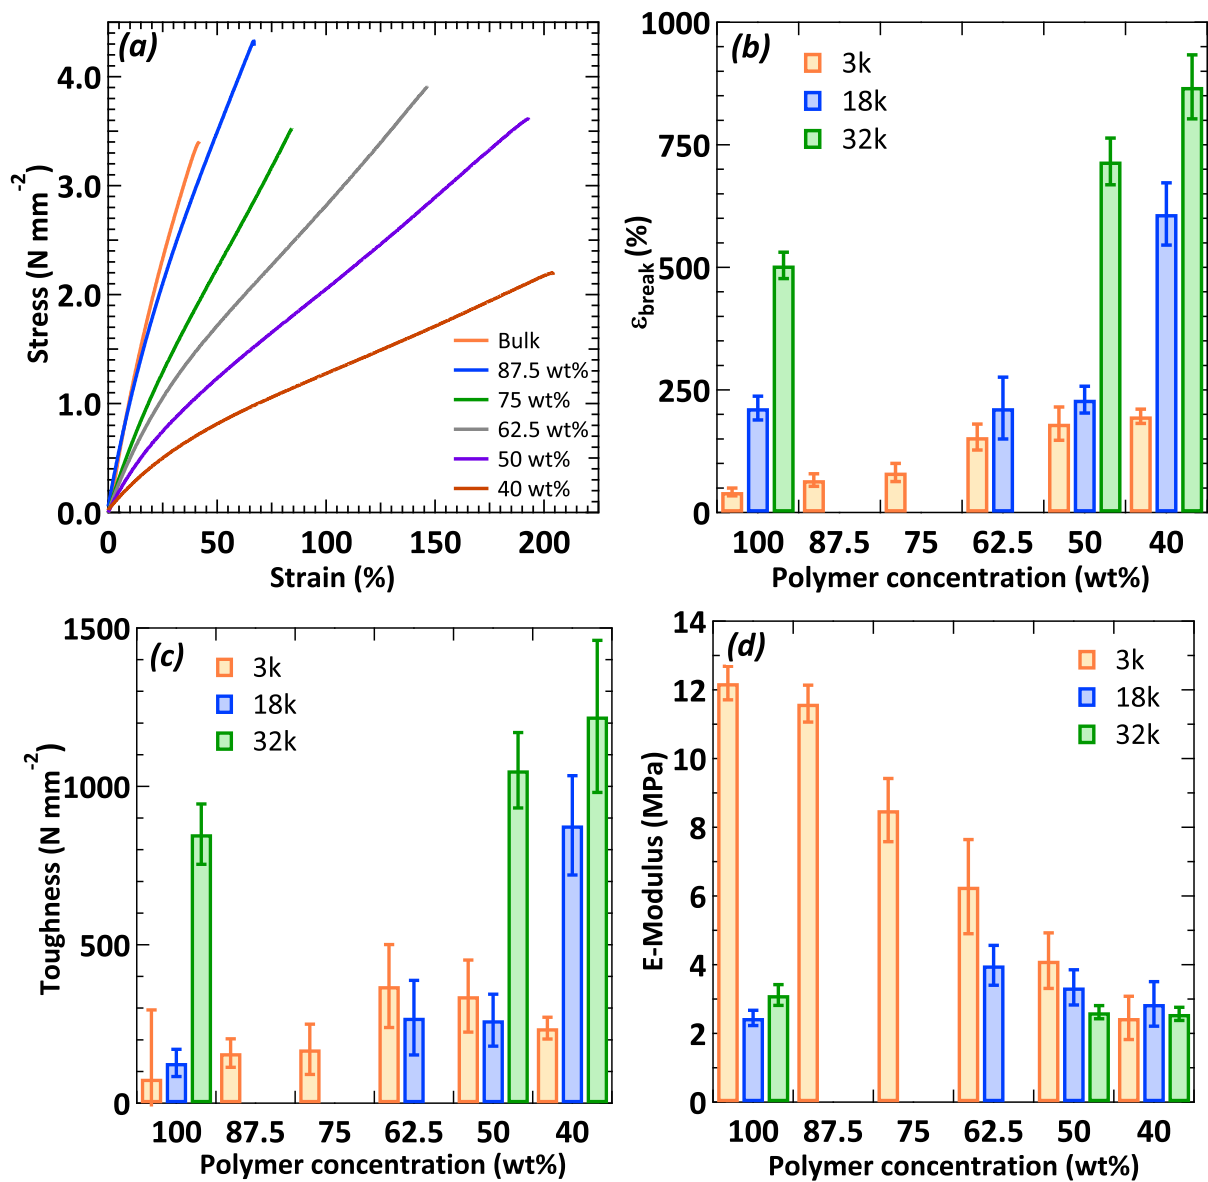 (a)
Stress (N mm-2)
4.0
3.0
2.0
1.0
0.0
Bulk
87.5 wt%
75 wt%
62.5 wt%
50 wt%
40 wt%
0 50 100 150 200
Strain (%)
(b)
εbreak (%)
1000
750
500
250
0
3k
18k
32k
100 87.5 75 62.5 50 40
Polymer concentration (wt%)
(c)
Toughness (N mm-2)
1500
1000
500
0
3k
18k
32k
100 87.5 75 62.5 50 40
Polymer concentration (wt%)
(d)
E-Modulus (MPa)
14
12
10
8
6
4
2
0
3k
18k
32k
100 87.5 75 62.5 50 40
Polymer concentration (wt%)